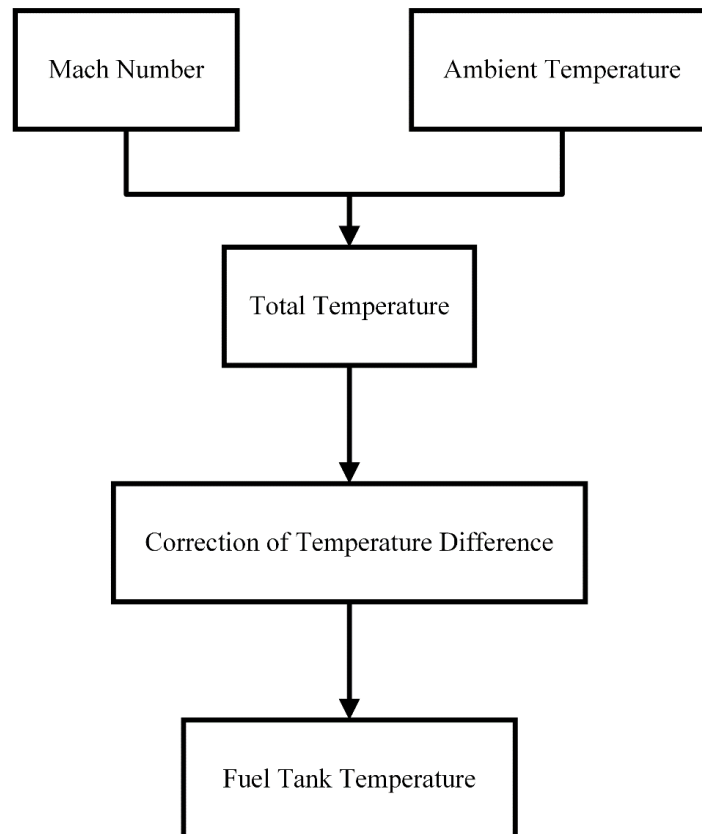 Mach Number
Ambient Temperature
Total Temperature
Correction of Temperature Difference
Fuel Tank Temperature